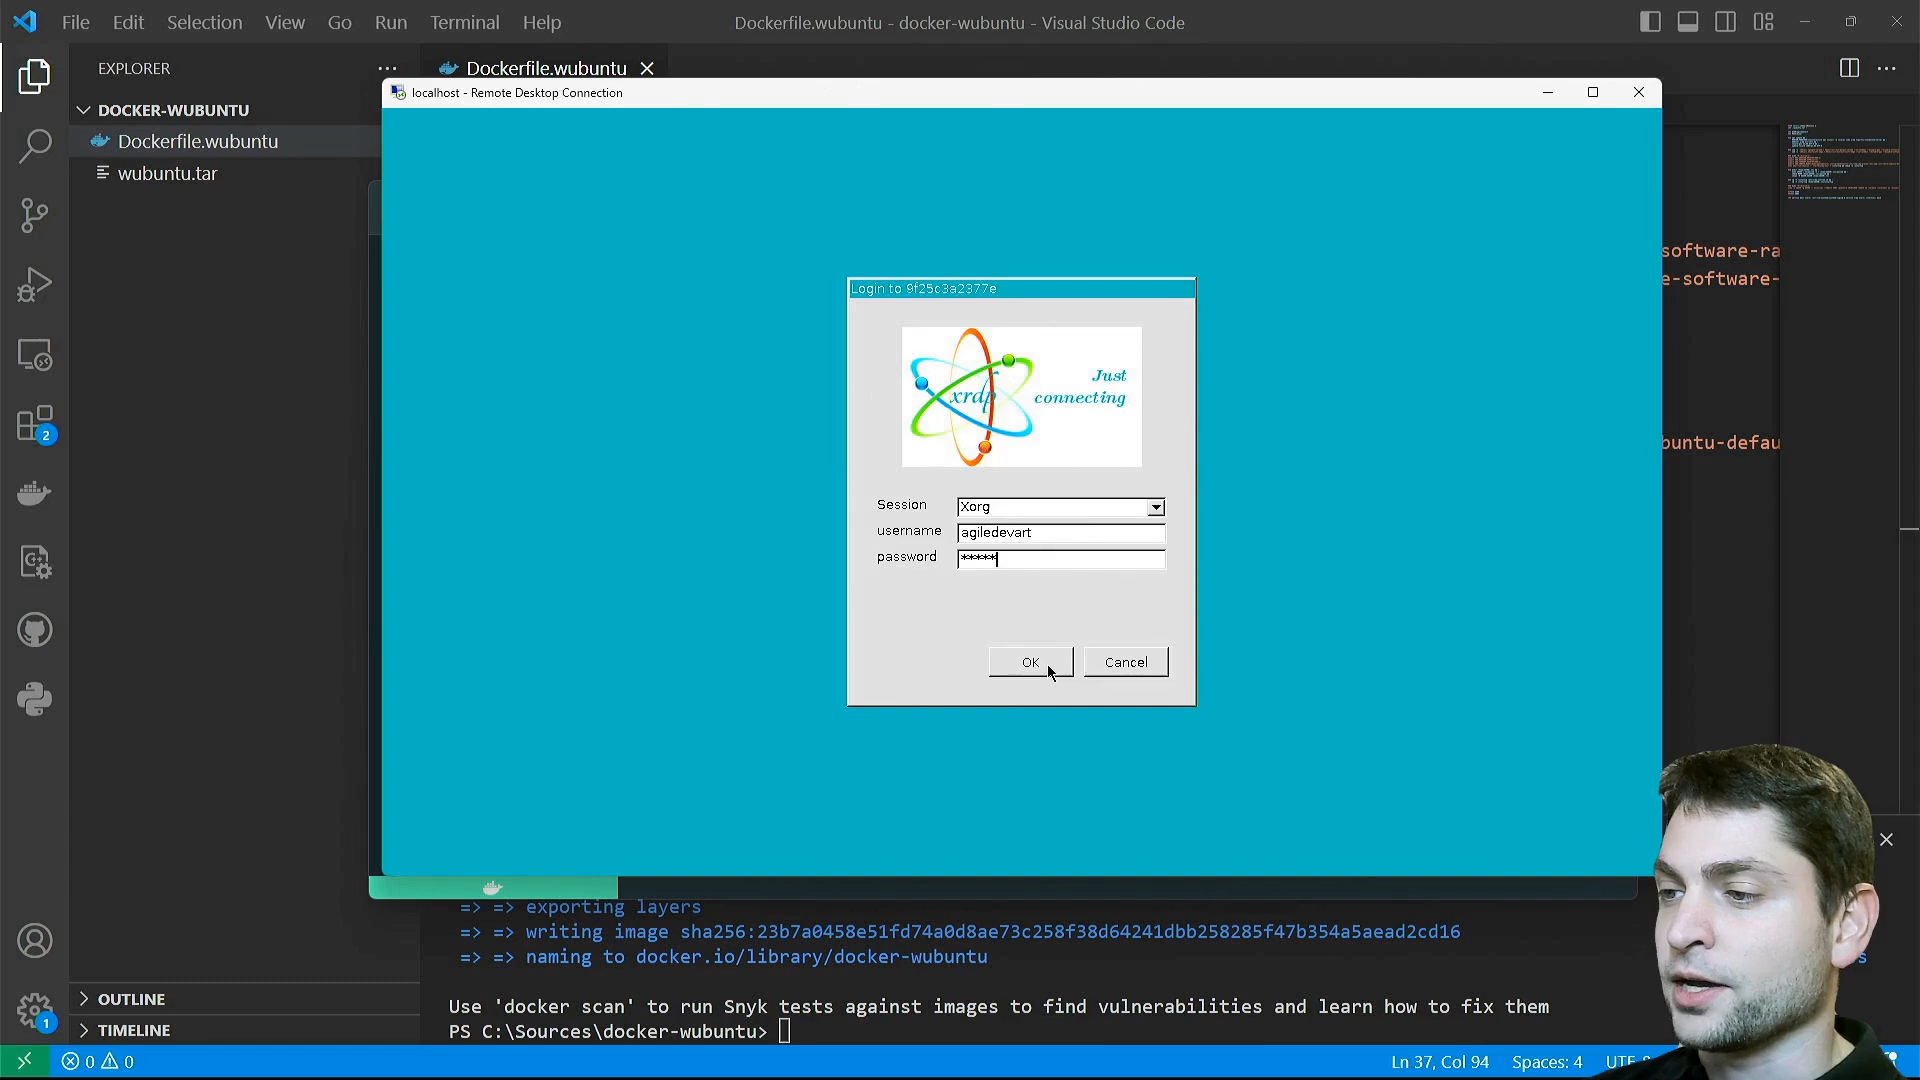 File Edit Selection View Go Run Terminal Help
Dockerfile.wubuntu - docker-wubuntu - Visual Studio Code
EXPLORER
Dockerfile.wubuntu
DOCKER-WUBUNTU
Dockerfile.wubuntu
wubuntu.tar
localhost - Remote Desktop Connection
software-ra
e-software-
buntu-defau
Login to 9f25c3a2377e
xrdp
Just
connecting
Session Xorg
username agiledevart
password *****
OK Cancel
2
=> => exporting layers
=> => writing image sha256:23b7a0458e51fd74a0d8ae73c258f38d64241dbb258285f47b354a5aead2cd16
=> => naming to docker.io/library/docker-wubuntu
s
Use 'docker scan' to run Snyk tests against images to find vulnerabilities and learn how to fix them
PS C:\Sources\docker-wubuntu>
OUTLINE
1
TIMELINE
0 0
Ln 37, Col 94 Spaces: 4